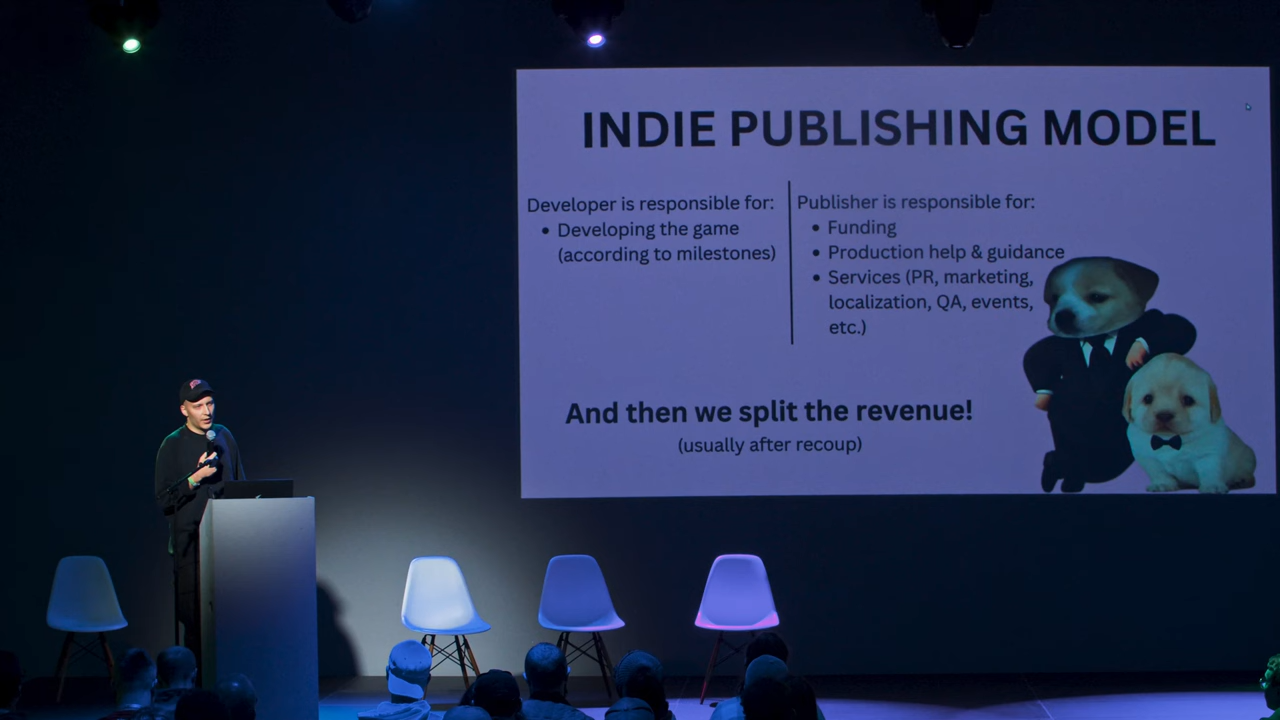 INDIE PUBLISHING MODEL
Developer is responsible for:
• Developing the game
(according to milestones)
Publisher is responsible for:
• Funding
• Production help & guidance
• Services (PR, marketing,
localization, QA, events,
etc.)
And then we split the revenue!
(usually after recoup)